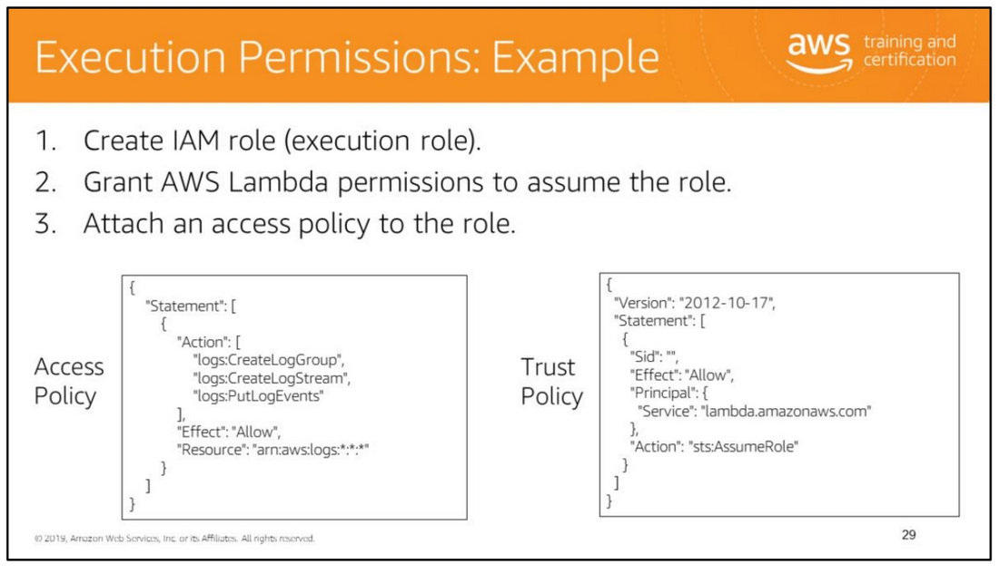 Execution Permissions: Example
aws training and
certification
1. Create IAM role (execution role).
2. Grant AWS Lambda permissions to assume the role.
3. Attach an access policy to the role.
Access
Policy
{
"Statement": [
{
"Action": [
"logs:CreateLogGroup",
"logs:CreateLogStream",
"logs:PutLogEvents"
],
"Effect": "Allow",
"Resource": "arn:aws:logs:*:*:*"
}
]
}
Trust
Policy
{
"Version": "2012-10-17",
"Statement": [
{
"Sid": "",
"Effect": "Allow",
"Principal": {
"Service": "lambda.amazonaws.com"
},
"Action": "sts:AssumeRole"
}
]
}
© 2019, Amazon Web Services, Inc. or its Affiliates. All rights reserved.
29